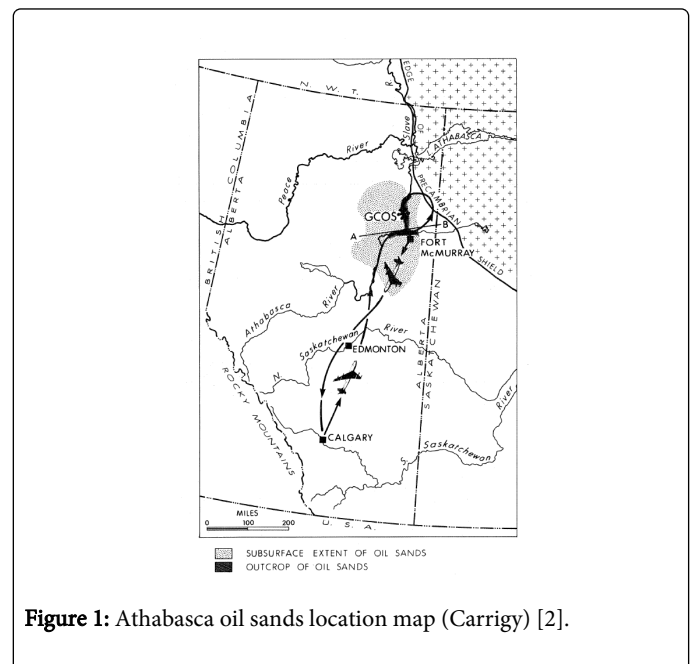 N. W. T.
EDGE
OF
PRECAMBRIAN
SHIELD
Slave
R.
ATHABASCA
L.
BRITISH COLUMBIA
ALBERTA
Peace
River
GCOS
A
B
FORT
McMURRAY
Athabasca
River
N.
Saskatchewan
River
EDMONTON
ALBERTA
SASKATCHEWAN
ROCKY MOUNTAINS
CALGARY
S.
Saskatchewan
River
U. S. A.
MILES
0 100 200
SUBSURFACE EXTENT OF OIL SANDS
OUTCROP OF OIL SANDS
Figure 1: Athabasca oil sands location map (Carrigy) [2].